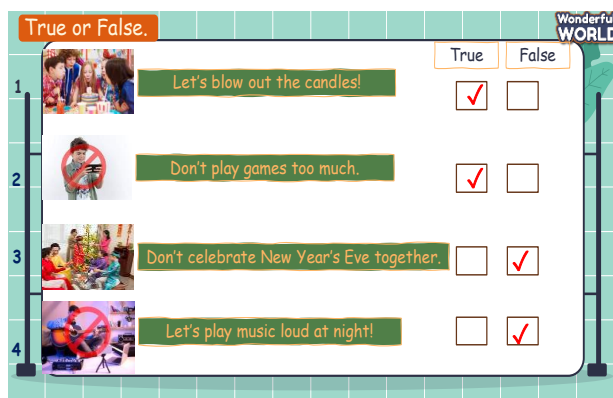 True or False.
Wonderful
WORLD
True False
1 Let's blow out the candles!
2 Don't play games too much.
3 Don't celebrate New Year's Eve together.
4 Let's play music loud at night!